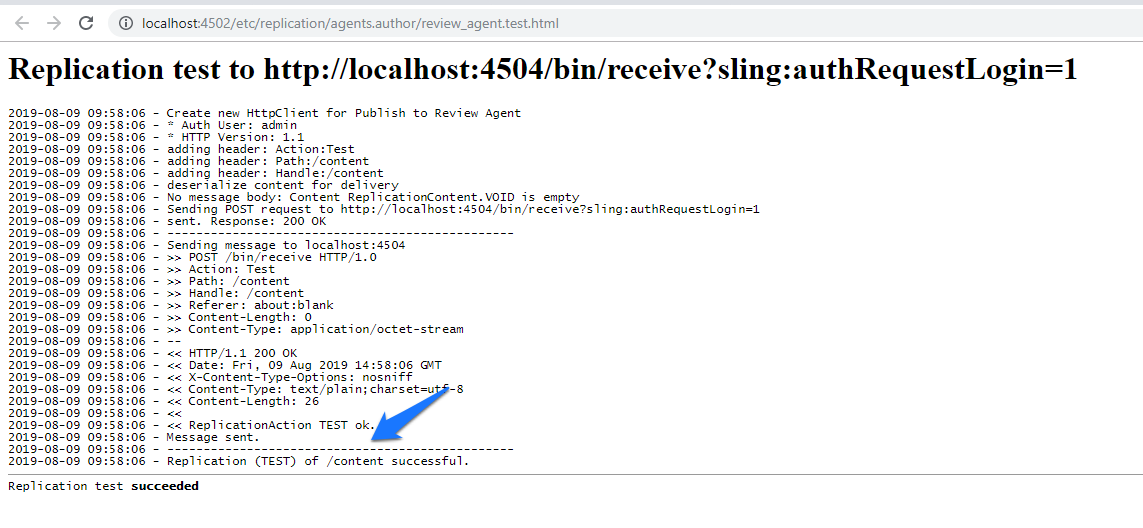 localhost:4502/etc/replication/agents.author/review_agent.test.html
Replication test to http://localhost:4504/bin/receive?sling:authRequestLogin=1
2019-08-09 09:58:06 - Create new HttpClient for Publish to Review Agent
2019-08-09 09:58:06 - * Auth User: admin
2019-08-09 09:58:06 - * HTTP Version: 1.1
2019-08-09 09:58:06 - adding header: Action:Test
2019-08-09 09:58:06 - adding header: Path:/content
2019-08-09 09:58:06 - adding header: Handle:/content
2019-08-09 09:58:06 - deserialize content for delivery
2019-08-09 09:58:06 - No message body: Content ReplicationContent.VOID is empty
2019-08-09 09:58:06 - Sending POST request to http://localhost:4504/bin/receive?sling:authRequestLogin=1
2019-08-09 09:58:06 - sent. Response: 200 OK
2019-08-09 09:58:06 - ------------------------------------------------
2019-08-09 09:58:06 - Sending message to localhost:4504
2019-08-09 09:58:06 - >> POST /bin/receive HTTP/1.0
2019-08-09 09:58:06 - >> Action: Test
2019-08-09 09:58:06 - >> Path: /content
2019-08-09 09:58:06 - >> Handle: /content
2019-08-09 09:58:06 - >> Referer: about:blank
2019-08-09 09:58:06 - >> Content-Length: 0
2019-08-09 09:58:06 - >> Content-Type: application/octet-stream
2019-08-09 09:58:06 - --
2019-08-09 09:58:06 - << HTTP/1.1 200 OK
2019-08-09 09:58:06 - << Date: Fri, 09 Aug 2019 14:58:06 GMT
2019-08-09 09:58:06 - << X-Content-Type-Options: nosniff
2019-08-09 09:58:06 - << Content-Type: text/plain;charset=utf-8
2019-08-09 09:58:06 - << Content-Length: 26
2019-08-09 09:58:06 - <<
2019-08-09 09:58:06 - << ReplicationAction TEST ok.
2019-08-09 09:58:06 - Message sent.
2019-08-09 09:58:06 - ------------------------------------------------
2019-08-09 09:58:06 - Replication (TEST) of /content successful.
Replication test succeeded